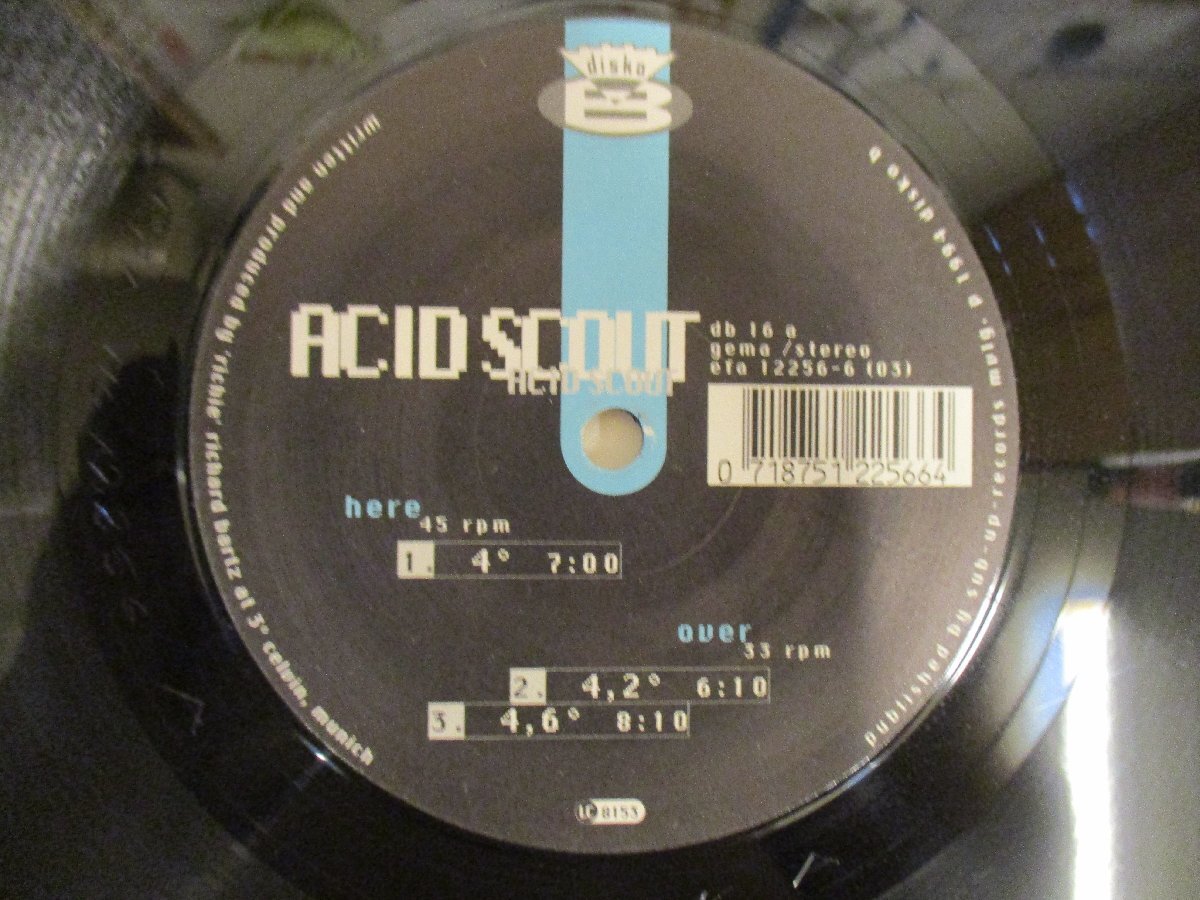 disko
B
ACID SCOUT
ACID SCOUT
db 16 a
gema /stereo
efa 12256-6 (03)
0 718751 225664
here
45 rpm
1. 4° 7:00
over
33 rpm
2. 4,2° 6:10
3. 4,6° 8:10
LC 8153
written and produced by 'richie' richard bartz at 3° celpin, munich
published by sub-up-records mung. p 1994 disko b